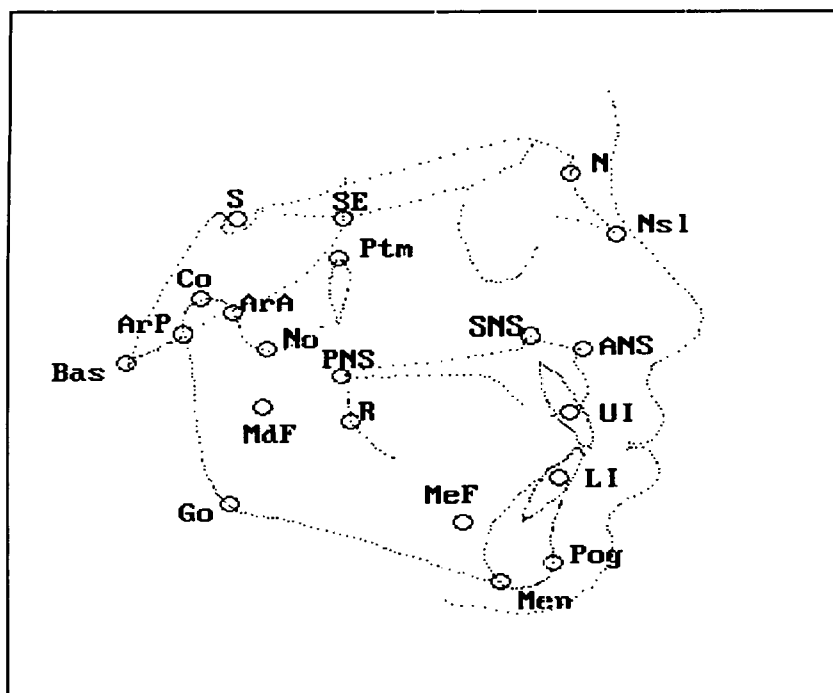 N
S
SE
Nsl
Ptm
Co
ArA
ArP
SNS
No
ANS
PNS
Bas
R
UI
MdF
LI
MeF
Go
Pog
Men